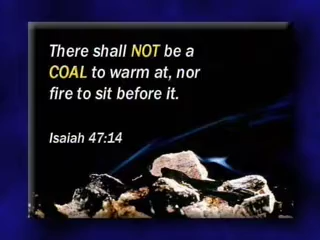 There shall NOT be a
COAL to warm at, nor
fire to sit before it.
Isaiah 47:14